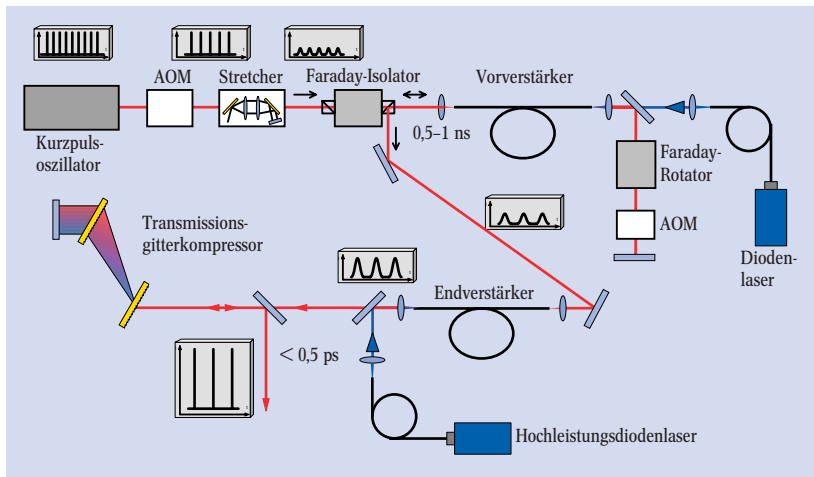 AOM
Stretcher
Faraday-Isolator
Vorverstärker
Kurzpuls-
oszillator
0,5–1 ns
Faraday-
Rotator
AOM
Dioden-
laser
Transmissions-
gitterkompressor
Endverstärker
< 0,5 ps
Hochleistungsdiodenlaser